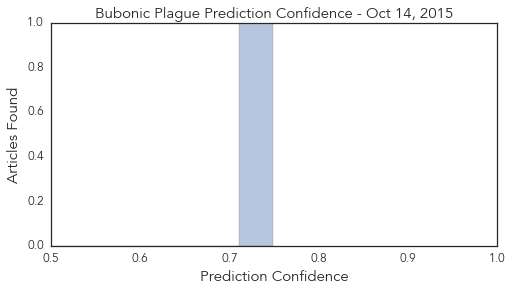 Bubonic Plague Prediction Confidence - Oct 14, 2015
1.0
0.8
0.6
0.4
0.2
0.0
Articles Found
0.5 0.6 0.7 0.8 0.9 1.0
Prediction Confidence